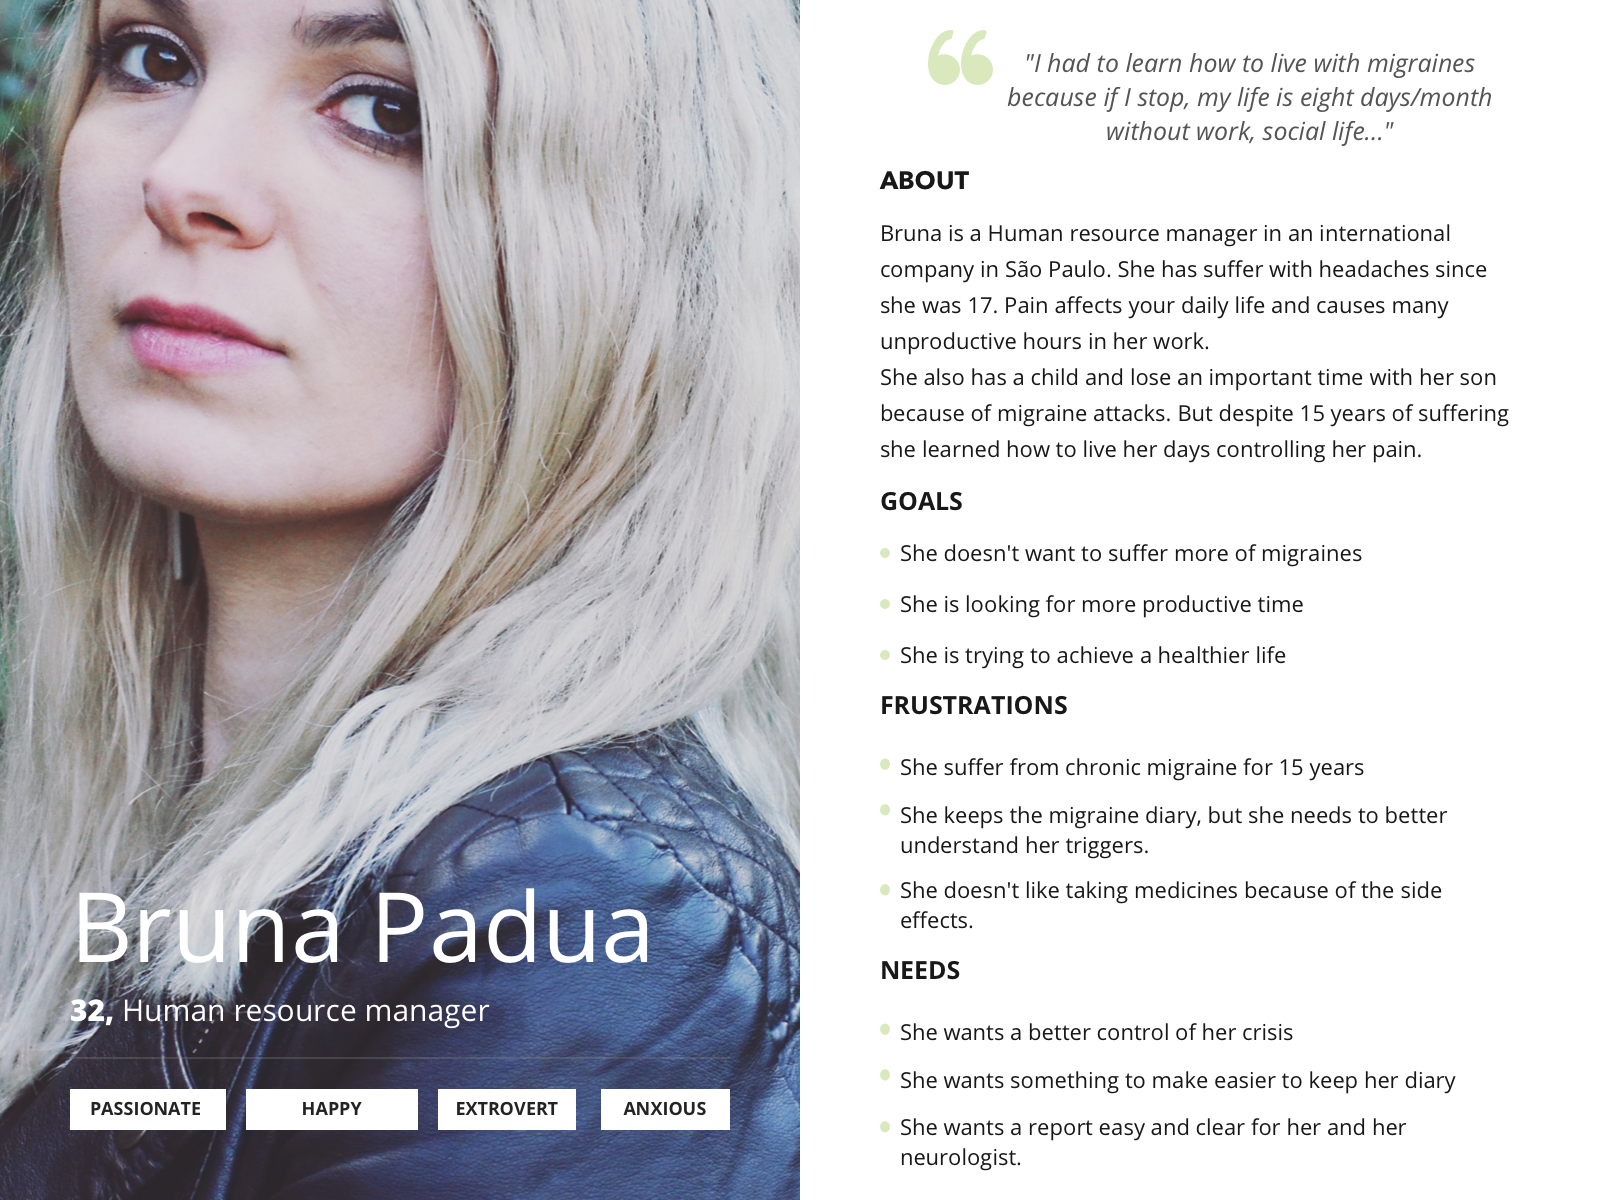 Bruna Padua
32, Human resource manager
PASSIONATE
HAPPY
EXTROVERT
ANXIOUS
"I had to learn how to live with migraines
because if I stop, my life is eight days/month
without work, social life..."
ABOUT
Bruna is a Human resource manager in an international
company in São Paulo. She has suffer with headaches since
she was 17. Pain affects your daily life and causes many
unproductive hours in her work.
She also has a child and lose an important time with her son
because of migraine attacks. But despite 15 years of suffering
she learned how to live her days controlling her pain.
GOALS
She doesn't want to suffer more of migraines
She is looking for more productive time
She is trying to achieve a healthier life
FRUSTRATIONS
She suffer from chronic migraine for 15 years
She keeps the migraine diary, but she needs to better
understand her triggers.
She doesn't like taking medicines because of the side
effects.
NEEDS
She wants a better control of her crisis
She wants something to make easier to keep her diary
She wants a report easy and clear for her and her
neurologist.